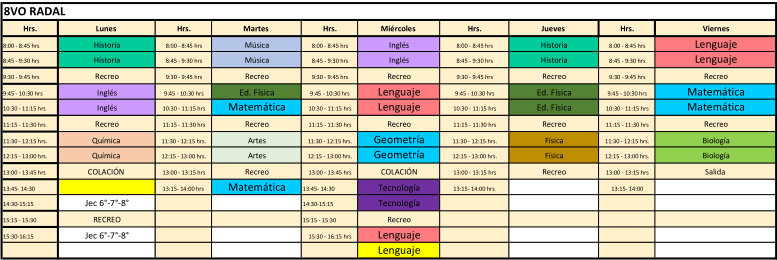 8VO RADAL
Hrs. Lunes Hrs. Martes Hrs. Miércoles Hrs. Jueves Hrs. Viernes
8:00 - 8:45 hrs Historia 8:00 - 8:45 hrs Música 8:00 - 8:45 hrs Inglés 8:00 - 8:45 hrs Historia 8:00 - 8:45 hrs Lenguaje
8:45 - 9:30 hrs Historia 8:45 - 9:30 hrs Música 8:45 - 9:30 hrs Inglés 8:45 - 9:30 hrs Historia 8:45 - 9:30 hrs Lenguaje
9:30 - 9:45 hrs Recreo 9:30 - 9:45 hrs Recreo 9:30 - 9:45 hrs Recreo 9:30 - 9:45 hrs Recreo 9:30 - 9:45 hrs Recreo
9:45 - 10:30 hrs Inglés 9:45 - 10:30 hrs Ed. Física 9:45 - 10:30 hrs Lenguaje 9:45 - 10:30 hrs Ed. Física 9:45 - 10:30 hrs Matemática
10:30 - 11:15 hrs Inglés 10:30 - 11:15 hrs Matemática 10:30 - 11:15 hrs Lenguaje 10:30 - 11:15 hrs Ed. Física 10:30 - 11:15 hrs Matemática
11:15 - 11:30 hrs Recreo 11:15 - 11:30 hrs Recreo 11:15 - 11:30 hrs Recreo 11:15 - 11:30 hrs Recreo 11:15 - 11:30 hrs Recreo
11:30 - 12:15 hrs. Química 11:30 - 12:15 hrs. Artes 11:30 - 12:15 hrs. Geometría 11:30 - 12:15 hrs. Física 11:30 - 12:15 hrs. Biología
12:15 - 13:00 hrs. Química 12:15 - 13:00 hrs. Artes 12:15 - 13:00 hrs. Geometría 12:15 - 13:00 hrs. Física 12:15 - 13:00 hrs. Biología
13:00 - 13:45 hrs COLACIÓN 13:00 - 13:15 hrs Recreo 13:00 - 13:45 hrs COLACIÓN 13:00 - 13:15 hrs Recreo 13:00 - 13:15 hrs Salida
13:45- 14:30 13:15- 14:00 hrs Matemática 13:45- 14:30 Tecnología 13:15- 14:00 hrs 13:15- 14:00
14:30-15:15 Jec 6°-7°-8° 14:30-15:15 Tecnología
15:15 - 15:30 RECREO 15:15 - 15:30 Recreo
15:30-16:15 Jec 6°-7°-8° 15:30 - 16:15 hrs Lenguaje
Lenguaje